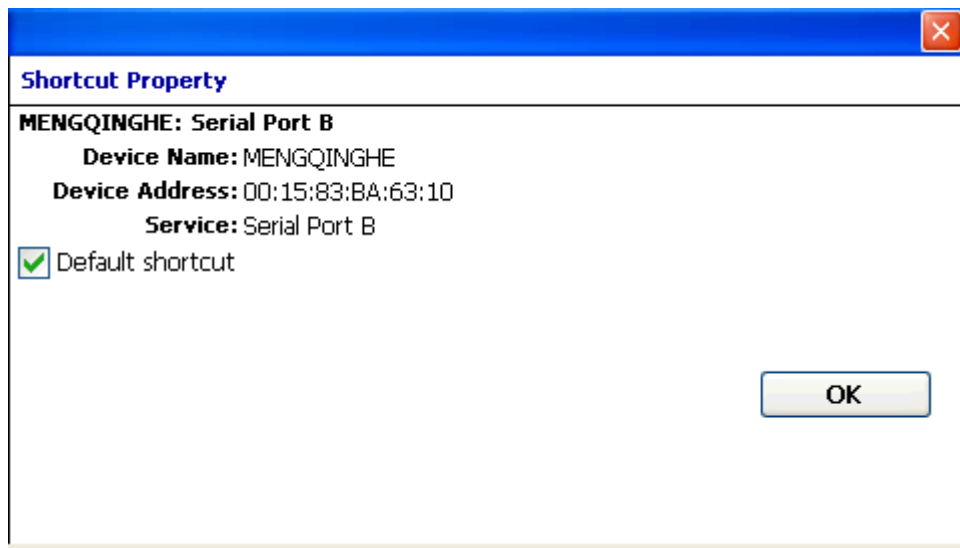 Shortcut Property
MENGQINGHE: Serial Port B
Device Name: MENGQINGHE
Device Address: 00:15:83:BA:63:10
Service: Serial Port B
Default shortcut
OK